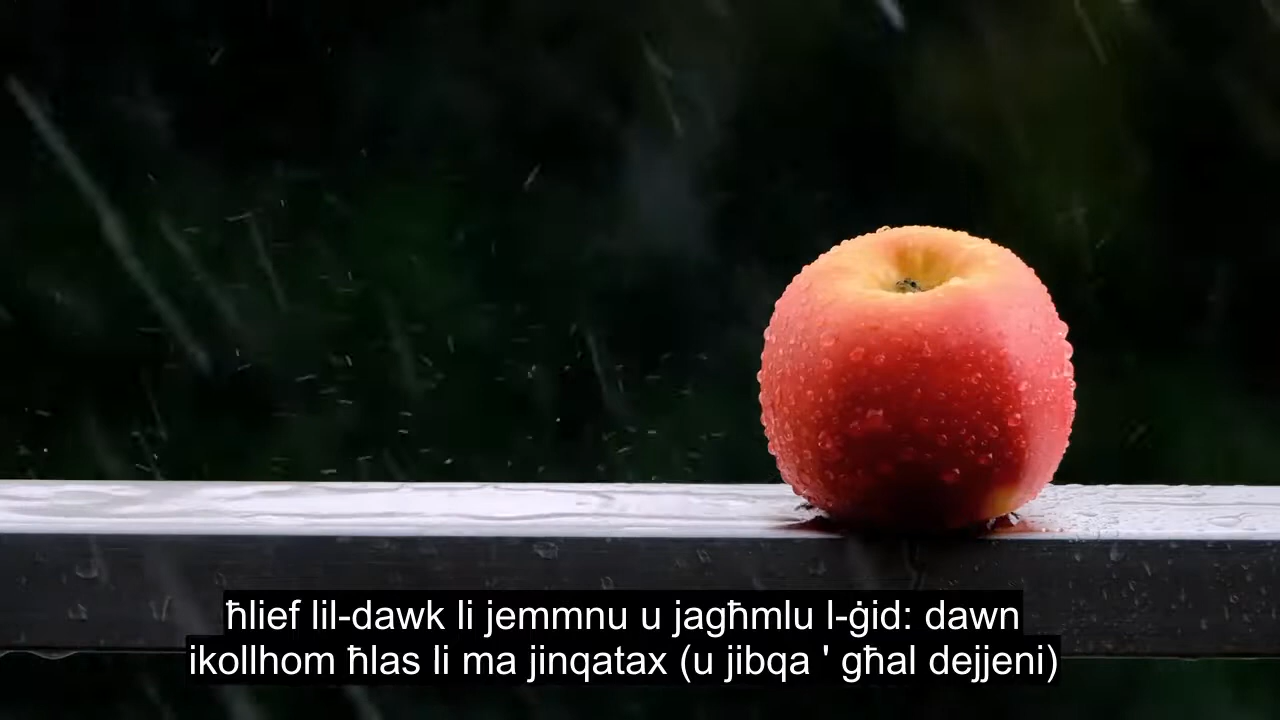 ħlief lil-dawk li jemmnu u jagħmlu l-ġid: dawn
ikollhom ħlas li ma jinqatax (u jibqa ' għal dejjeni)